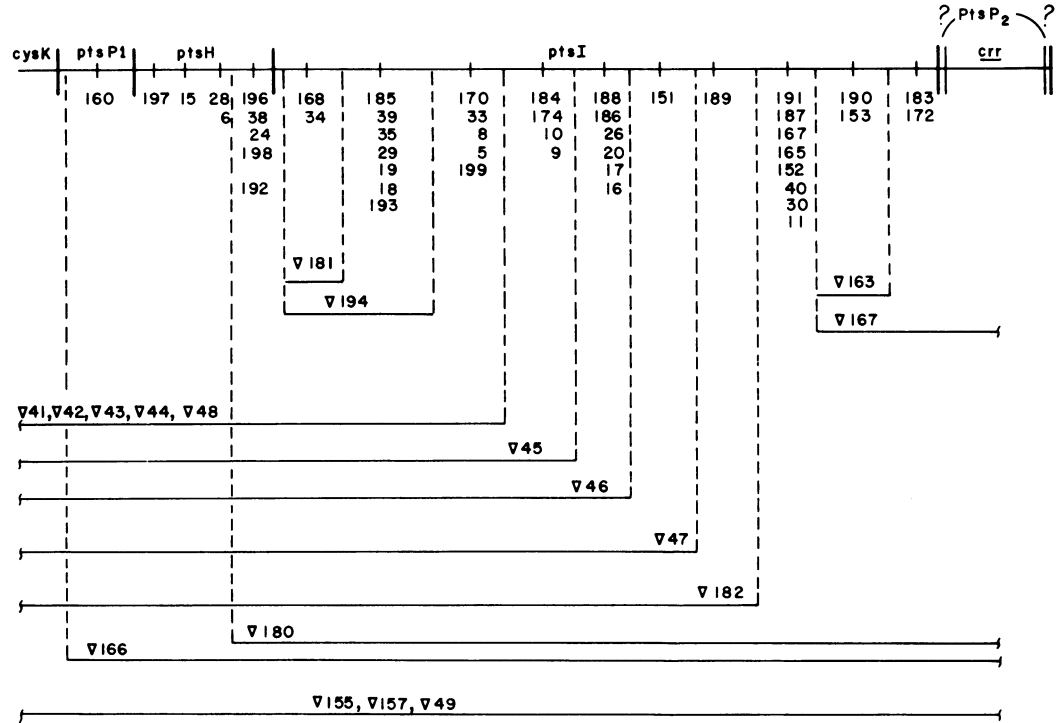 ? PtsP2 ?
cysK ptsP1 ptsH ptsI crr
160 197 15 28 196 168 185 170 184 188 151 189 191 190 183
6 38 34 39 33 174 186 187 153 172
24 35 8 10 26 167
198 29 5 9 20 165
19 199 17 152
192 18 16 40
193 30
11
∇181
∇163
∇194
∇167
∇41,∇42,∇43,∇44, ∇48
∇45
∇46
∇47
∇182
∇180
∇166
∇155, ∇157, ∇49